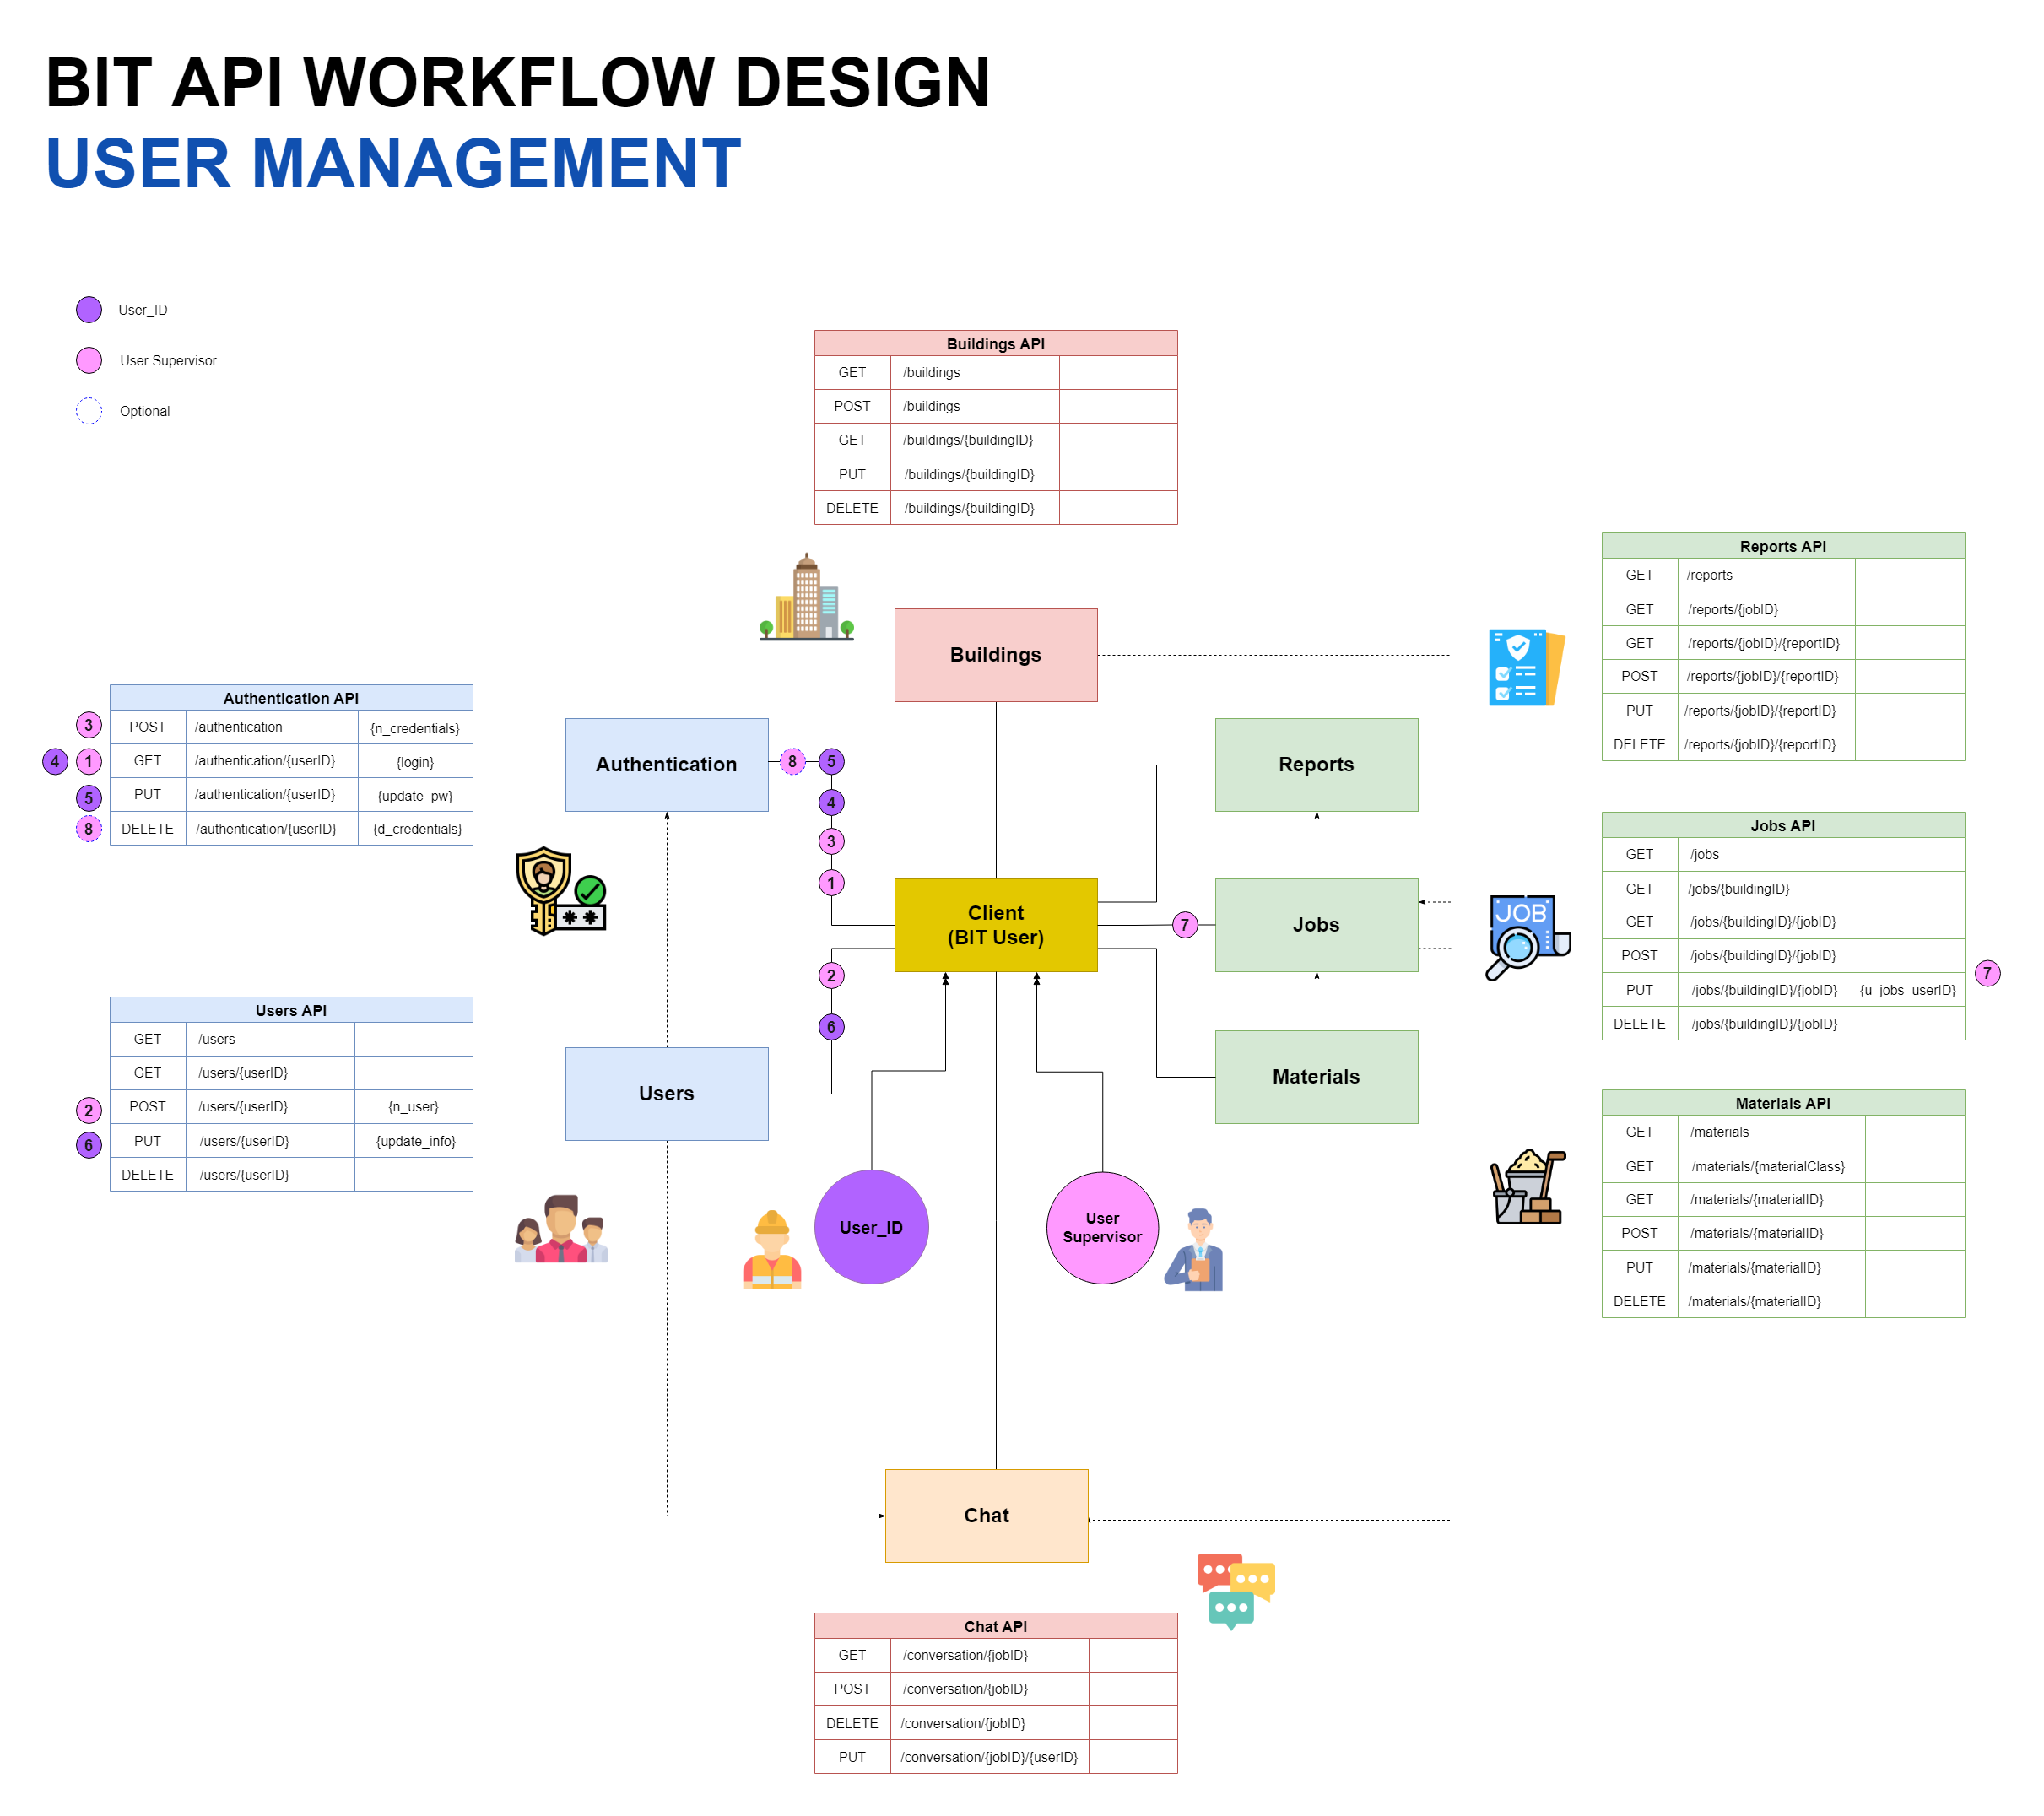 BIT API WORKFLOW DESIGN
USER MANAGEMENT
User_ID
User Supervisor
Optional
Buildings API
GET /buildings
POST /buildings
GET /buildings/{buildingID}
PUT /buildings/{buildingID}
DELETE /buildings/{buildingID}
Reports API
GET /reports
GET /reports/{jobID}
GET /reports/{jobID}/{reportID}
POST /reports/{jobID}/{reportID}
PUT /reports/{jobID}/{reportID}
DELETE /reports/{jobID}/{reportID}
Authentication API
3 POST /authentication {n_credentials}
4 1 GET /authentication/{userID} {login}
5 PUT /authentication/{userID} {update_pw}
8 DELETE /authentication/{userID} {d_credentials}
Buildings
Authentication
8 5
4
3
1
Reports
Client
(BIT User)
7
Jobs
2
6
Users
Materials
User_ID
User
Supervisor
Chat
JOB
Jobs API
GET /jobs
GET /jobs/{buildingID}
GET /jobs/{buildingID}/{jobID}
POST /jobs/{buildingID}/{jobID}
7
PUT /jobs/{buildingID}/{jobID} {u_jobs_userID}
DELETE /jobs/{buildingID}/{jobID}
Users API
GET /users
GET /users/{userID}
2 POST /users/{userID} {n_user}
6 PUT /users/{userID} {update_info}
DELETE /users/{userID}
Materials API
GET /materials
GET /materials/{materialClass}
GET /materials/{materialID}
POST /materials/{materialID}
PUT /materials/{materialID}
DELETE /materials/{materialID}
Chat API
GET /conversation/{jobID}
POST /conversation/{jobID}
DELETE /conversation/{jobID}
PUT /conversation/{jobID}/{userID}